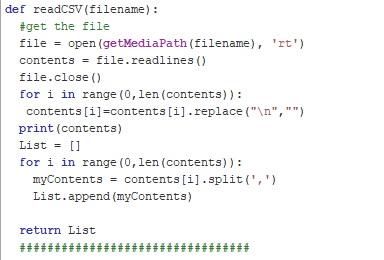 def readCSV(filename):
  #get the file
  file = open(getMediaPath(filename), 'rt')
  contents = file.readlines()
  file.close()
  for i in range(0,len(contents)):
   contents[i]=contents[i].replace("\n","")
  print(contents)
  List = []
  for i in range(0,len(contents)):
    myContents = contents[i].split(',')
    List.append(myContents)

  return List
  #################################